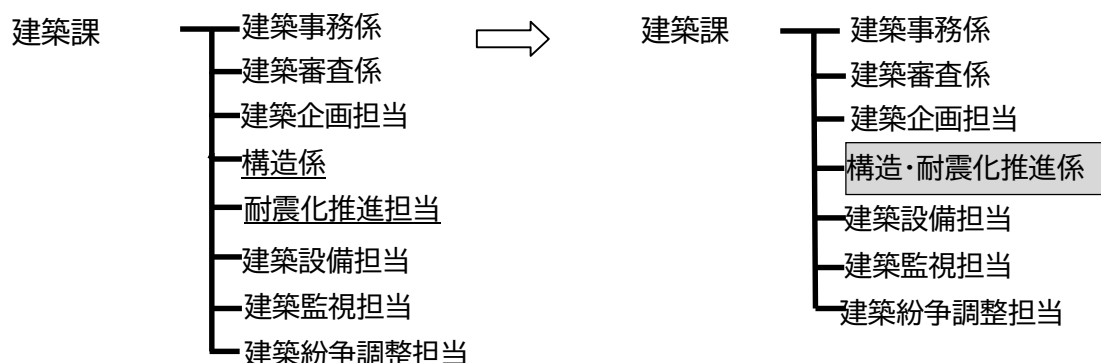 建築課
建築事務係
建築審査係
建築企画担当
構造係
耐震化推進担当
建築設備担当
建築監視担当
建築紛争調整担当
建築課
建築事務係
建築審査係
建築企画担当
構造・耐震化推進係
建築設備担当
建築監視担当
建築紛争調整担当